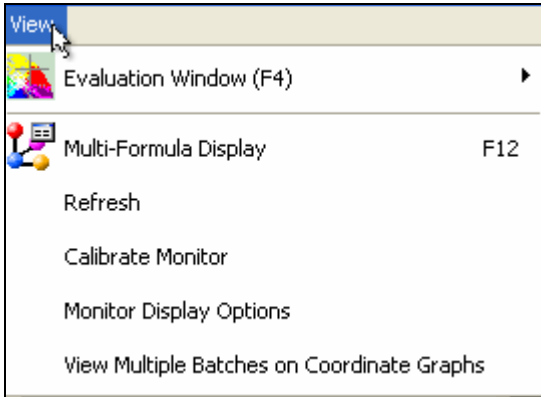 View
Evaluation Window (F4)
Multi-Formula Display F12
Refresh
Calibrate Monitor
Monitor Display Options
View Multiple Batches on Coordinate Graphs